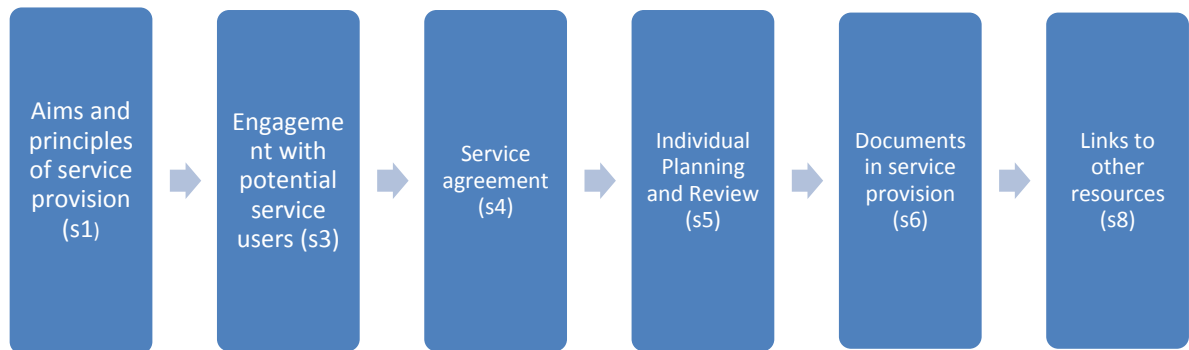 Aims and
principles
of service
provision
(s1)
Engageme
nt with
potential
service
users (s3)
Service
agreement
(s4)
Individual
Planning
and Review
(s5)
Documents
in service
provision
(s6)
Links to
other
resources
(s8)